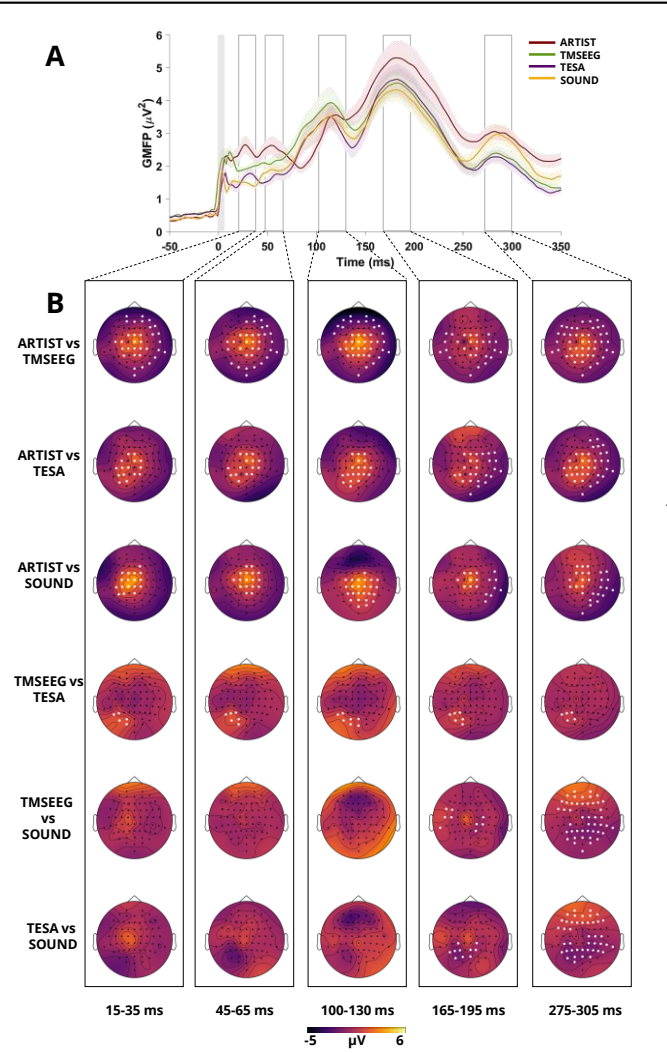 A
6
5
4
3
2
1
0
GMFP (μV²)
-50 0 50 100 150 200 250 300 350
Time (ms)
ARTIST
TMSEEG
TESA
SOUND
B
ARTIST vs
TMSEEG
ARTIST vs
TESA
ARTIST vs
SOUND
TMSEEG vs
TESA
TMSEEG
vs
SOUND
TESA vs
SOUND
15-35 ms 45-65 ms 100-130 ms 165-195 ms 275-305 ms
-5 μV 6